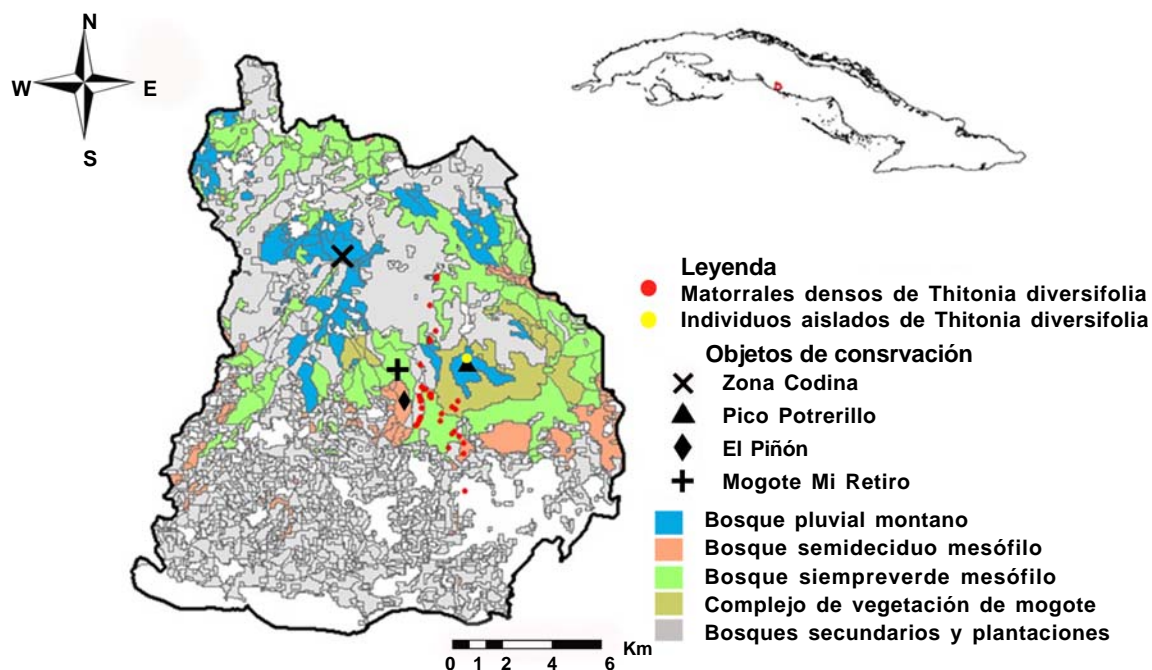 N
W
E
S
Leyenda
Matorrales densos de Thitonia diversifolia
Individuos aislados de Thitonia diversifolia
Objetos de consrvación
Zona Codina
Pico Potrerillo
El Piñón
Mogote Mi Retiro
Bosque pluvial montano
Bosque semideciduo mesófilo
Bosque siempreverde mesófilo
Complejo de vegetación de mogote
Bosques secundarios y plantaciones
Km
0 1 2 4 6